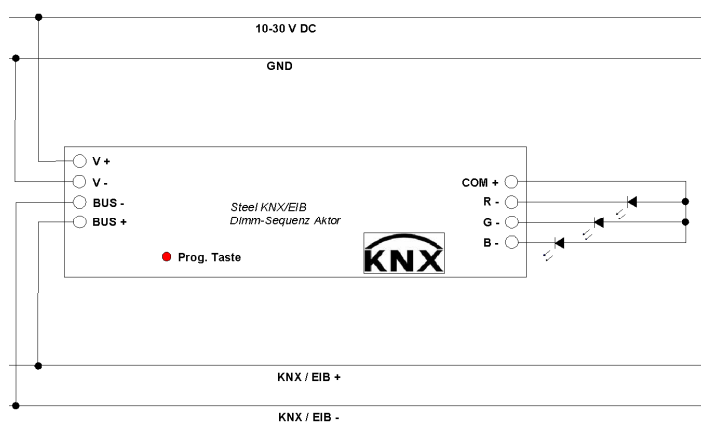 10-30 V DC
GND
V +
V -
BUS -
BUS +
Steel KNX/EIB
DImm-Sequenz Aktor
Prog. Taste
KNX
COM +
R -
G -
B -
KNX / EIB +
KNX / EIB -